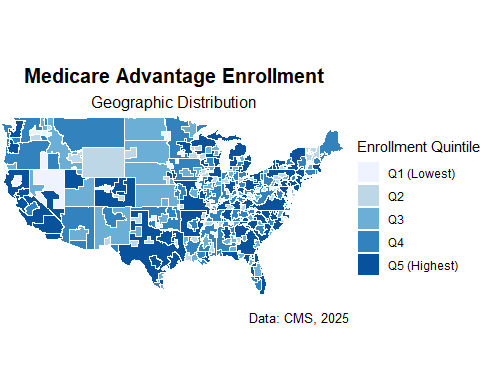 Medicare Advantage Enrollment
Geographic Distribution
Enrollment Quintile
Q1 (Lowest)
Q2
Q3
Q4
Q5 (Highest)
Data: CMS, 2025